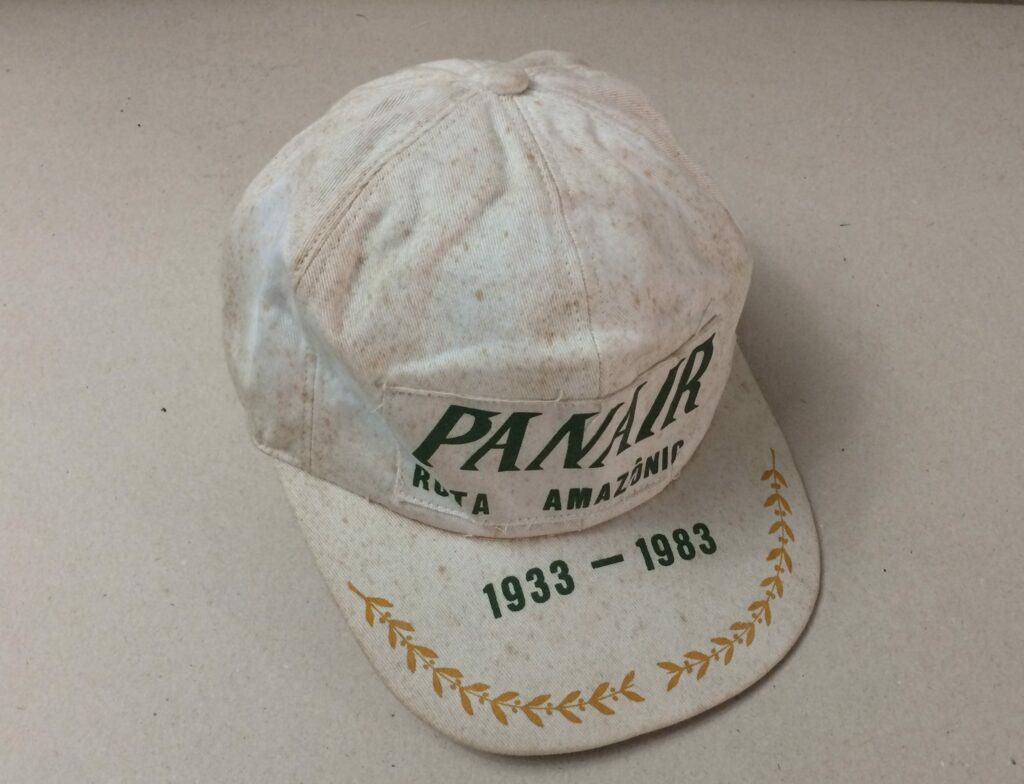 PANAIR
ROTA AMAZÔNIC
1933 - 1983